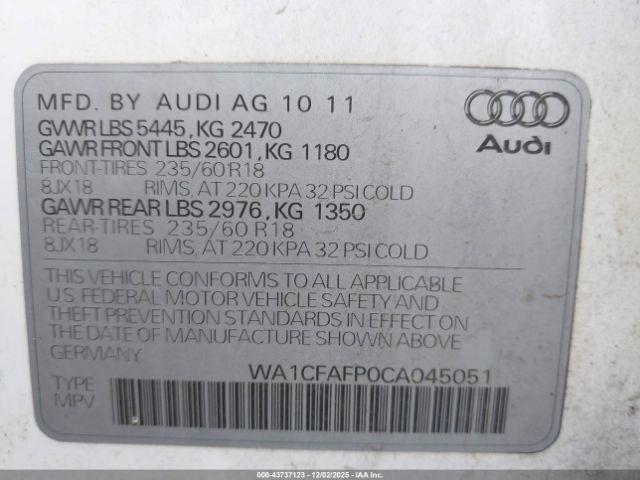 MFD. BY AUDI AG 10 11
GVWR LBS 5445, KG 2470
GAWR FRONT LBS 2601, KG 1180
FRONT-TIRES 235/60 R18
8JX18 RIMS, AT 220 KPA 32 PSI COLD
GAWR REAR LBS 2976, KG 1350
REAR-TIRES 235/60 R18
8JX18 RIMS, AT 220 KPA 32 PSI COLD
Audi
THIS VEHICLE CONFORMS TO ALL APPLICABLE
U.S. FEDERAL MOTOR VEHICLE SAFETY AND
THEFT PREVENTION STANDARDS IN EFFECT ON
THE DATE OF MANUFACTURE SHOWN ABOVE
GERMANY
WA1CFAFP0CA045051
TYPE
MPV
000-43737123 - 12/02/2025 - IAAI.COM